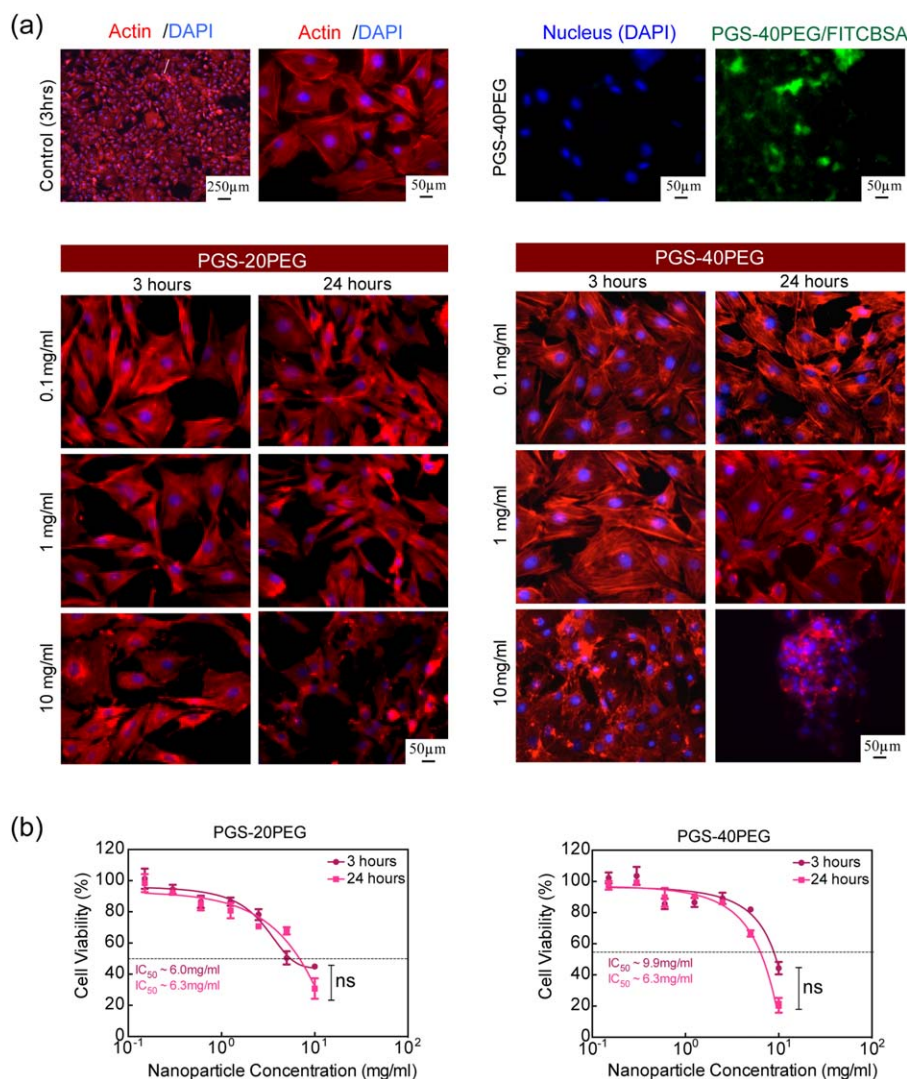 (a)
Actin /DAPI
Actin /DAPI
Nucleus (DAPI)
PGS-40PEG/FITCBSA
Control (3hrs)
250µm
50µm
PGS-40PEG
50µm
50µm
PGS-20PEG
3 hours
24 hours
0.1 mg/ml
1 mg/ml
10 mg/ml
50µm
PGS-40PEG
3 hours
24 hours
0.1 mg/ml
1 mg/ml
10 mg/ml
50µm
(b)
PGS-20PEG
Cell Viability (%)
120
100
80
60
40
20
0
3 hours
24 hours
IC50 ~ 6.0mg/ml
IC50 ~ 6.3mg/ml
ns
10-1
100
101
102
Nanoparticle Concentration (mg/ml)
PGS-40PEG
Cell Viability (%)
120
100
80
60
40
20
0
3 hours
24 hours
IC50 ~ 9.9mg/ml
IC50 ~ 6.3mg/ml
ns
10-1
100
101
102
Nanoparticle Concentration (mg/ml)